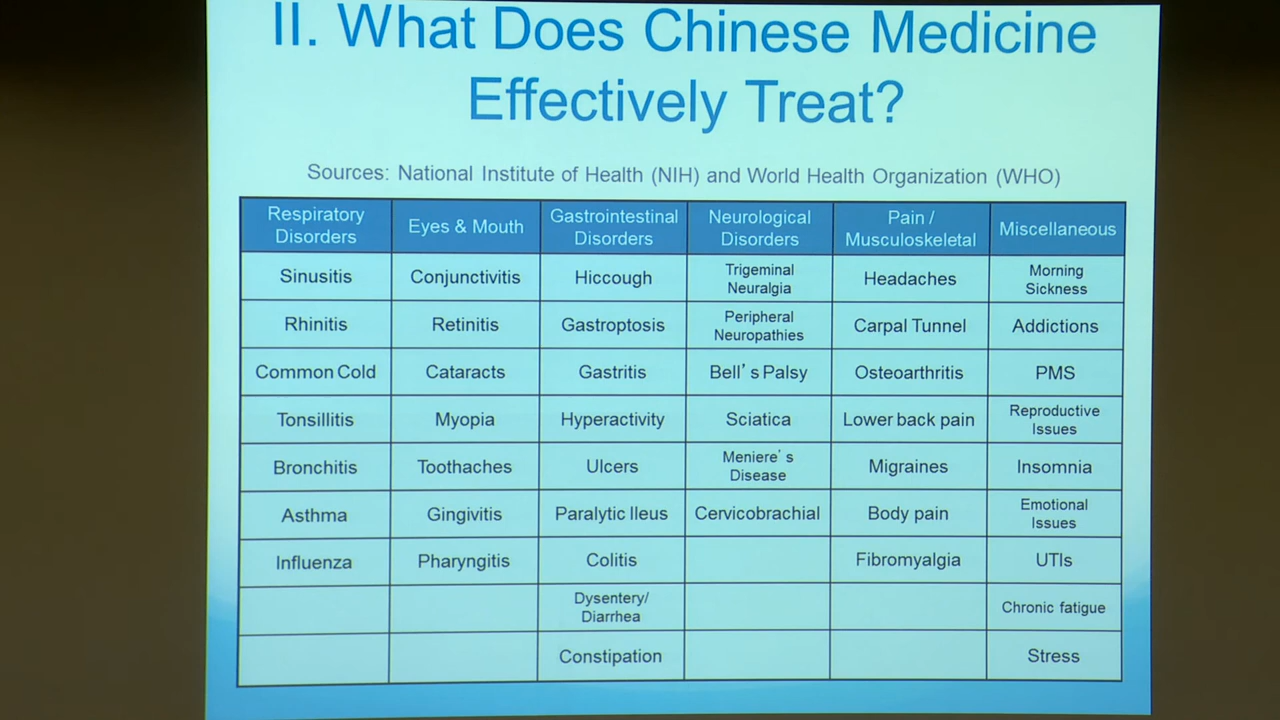 II. What Does Chinese Medicine
Effectively Treat?
Sources: National Institute of Health (NIH) and World Health Organization (WHO)
Respiratory Disorders Eyes & Mouth Gastrointestinal Disorders Neurological Disorders Pain / Musculoskeletal Miscellaneous
Sinusitis Conjunctivitis Hiccough Trigeminal Neuralgia Headaches Morning Sickness
Rhinitis Retinitis Gastroptosis Peripheral Neuropathies Carpal Tunnel Addictions
Common Cold Cataracts Gastritis Bell's Palsy Osteoarthritis PMS
Tonsillitis Myopia Hyperactivity Sciatica Lower back pain Reproductive Issues
Bronchitis Toothaches Ulcers Meniere's Disease Migraines Insomnia
Asthma Gingivitis Paralytic Ileus Cervicobrachial Body pain Emotional Issues
Influenza Pharyngitis Colitis Fibromyalgia UTIs
Dysentery/ Diarrhea Chronic fatigue
Constipation Stress